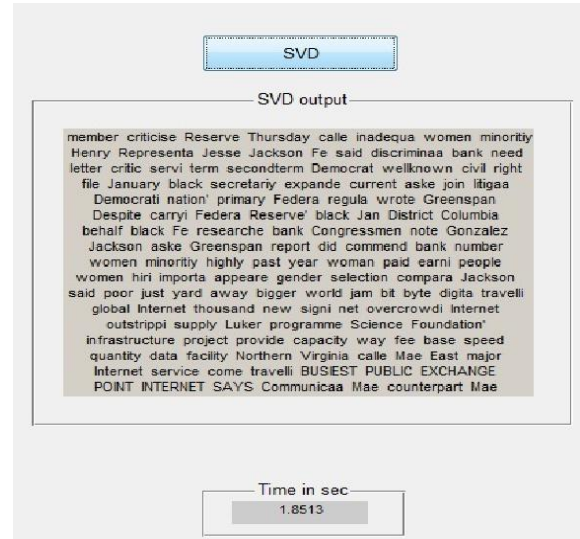 SVD
SVD output
member criticise Reserve Thursday calle inadequa women minoritiy
Henry Representa Jesse Jackson Fe said discriminaa bank need
letter critic servi term secondterm Democrat wellknown civil right
file January black secretariy expande current aske join litigaa
Democrati nation' primary Federa regula wrote Greenspan
Despite carryi Federa Reserve' black Jan District Columbia
behalf black Fe researche bank Congressmen note Gonzalez
Jackson aske Greenspan report did commend bank number
women minoritiy highly past year woman paid earni people
women hiri importa appeare gender selection compara Jackson
said poor just yard away bigger world jam bit byte digita travelli
global Internet thousand new signi net overcrowdi Internet
outstrippi supply Luker programme Science Foundation'
infrastructure project provide capacity way fee base speed
quantity data facility Northern Virginia calle Mae East major
Internet service come travelli BUSIEST PUBLIC EXCHANGE
POINT INTERNET SAYS Communicaa Mae counterpart Mae
Time in sec
1.8513